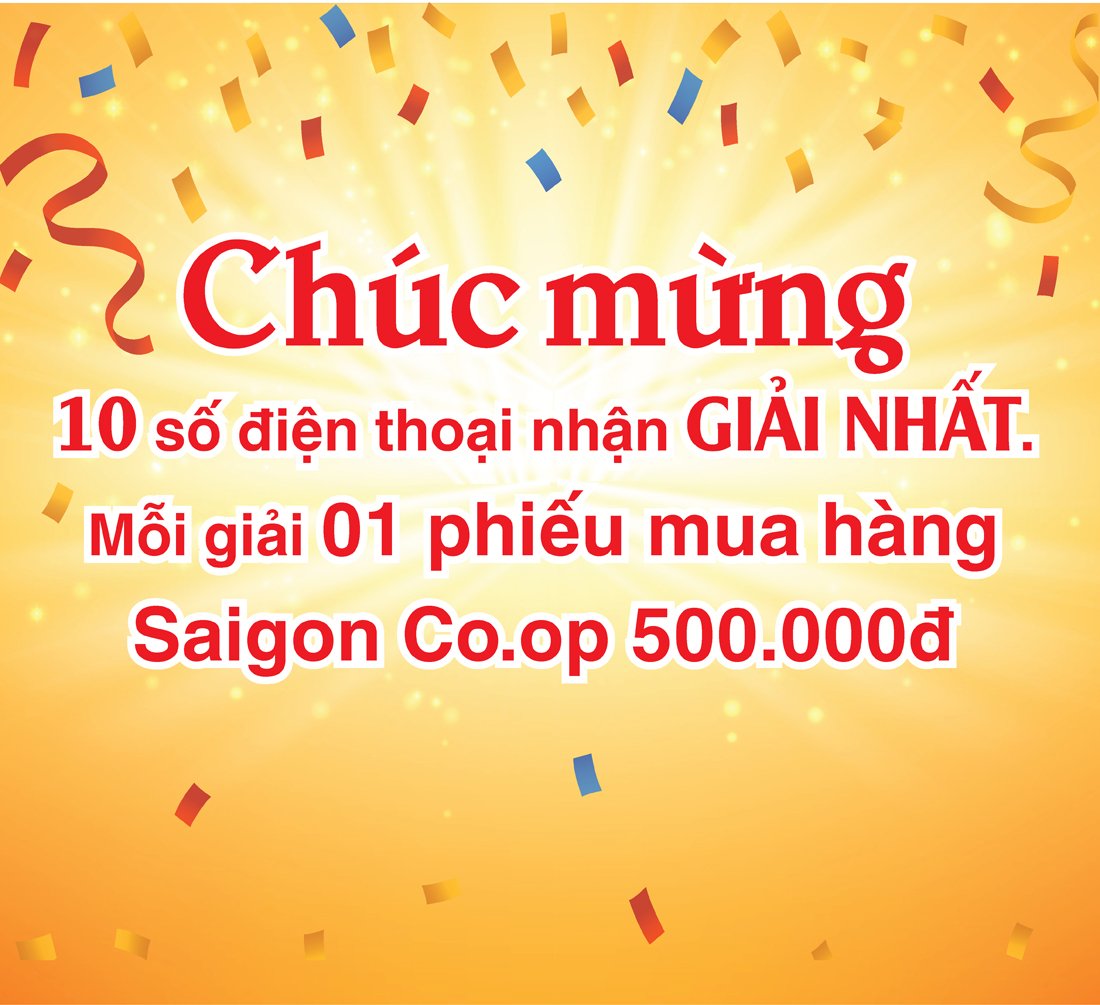 Chúc mừng
10 số điện thoại nhận GIẢI NHẤT.
Mỗi giải 01 phiếu mua hàng
Saigon Co.op 500.000đ